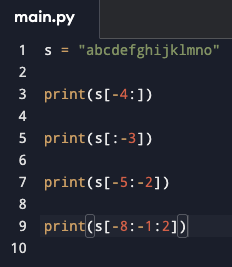 main.py
1 s = "abcdefghijklmno"
2
3 print(s[-4:])
4
5 print(s[:-3])
6
7 print(s[-5:-2])
8
9 print(s[-8:-1:2])
10